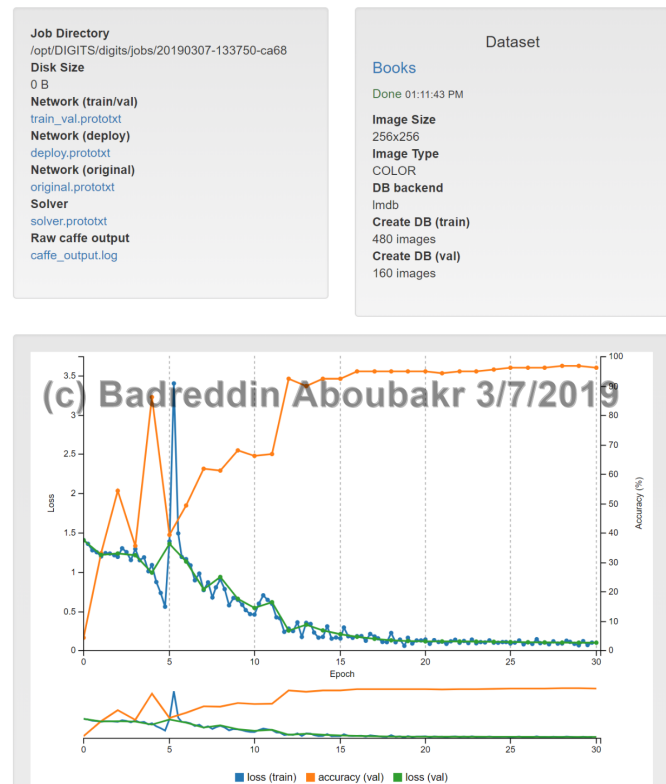 Job Directory
/opt/DIGITS/digits/jobs/20190307-133750-ca68
Disk Size
0 B
Network (train/val)
train_val.prototxt
Network (deploy)
deploy.prototxt
Network (original)
original.prototxt
Solver
solver.prototxt
Raw caffe output
caffe_output.log
Dataset
Books
Done 01:11:43 PM
Image Size
256x256
Image Type
COLOR
DB backend
lmdb
Create DB (train)
480 images
Create DB (val)
160 images
(c) Badreddin Aboubakr 3/7/2019
3.5
3
2.5
2
1.5
1
0.5
0
Loss
100
90
80
70
60
50
40
30
20
10
0
Accuracy (%)
0 5 10 15 20 25 30
Epoch
0 5 10 15 20 25 30
loss (train) accuracy (val) loss (val)